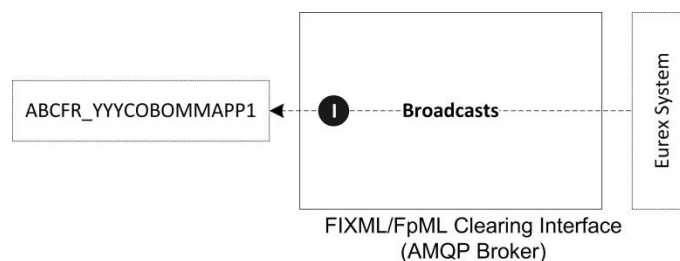 ABCFR_YYYCOBOMMAPP1
I
Broadcasts
Eurex System
FIXML/FpML Clearing Interface
(AMQP Broker)